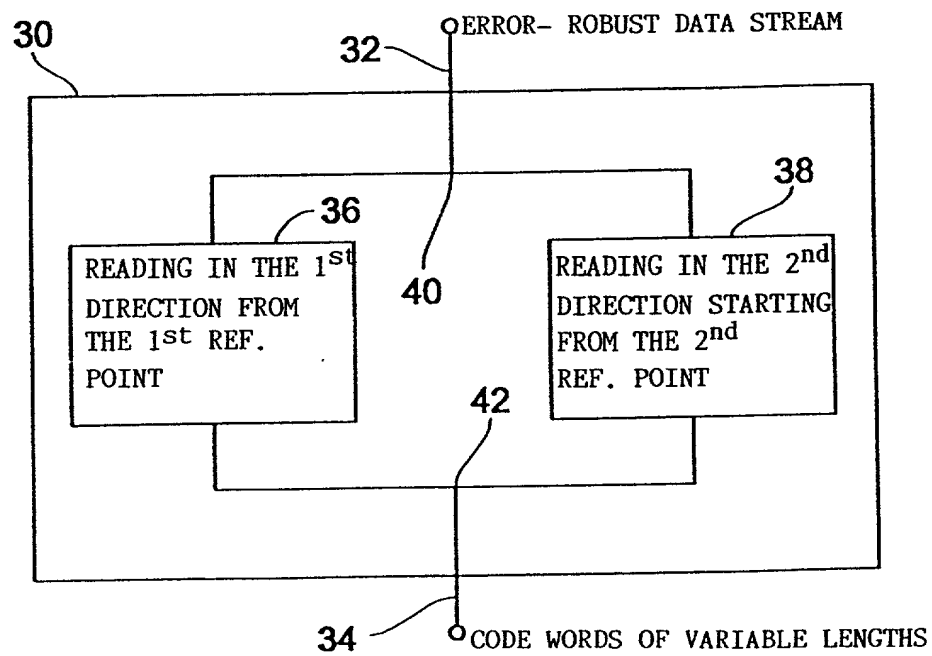 30
32
ERROR- ROBUST DATA STREAM
36
38
READING IN THE 1st
DIRECTION FROM
THE 1st REF.
POINT
40
READING IN THE 2nd
DIRECTION STARTING
FROM THE 2nd
REF. POINT
42
34
CODE WORDS OF VARIABLE LENGTHS